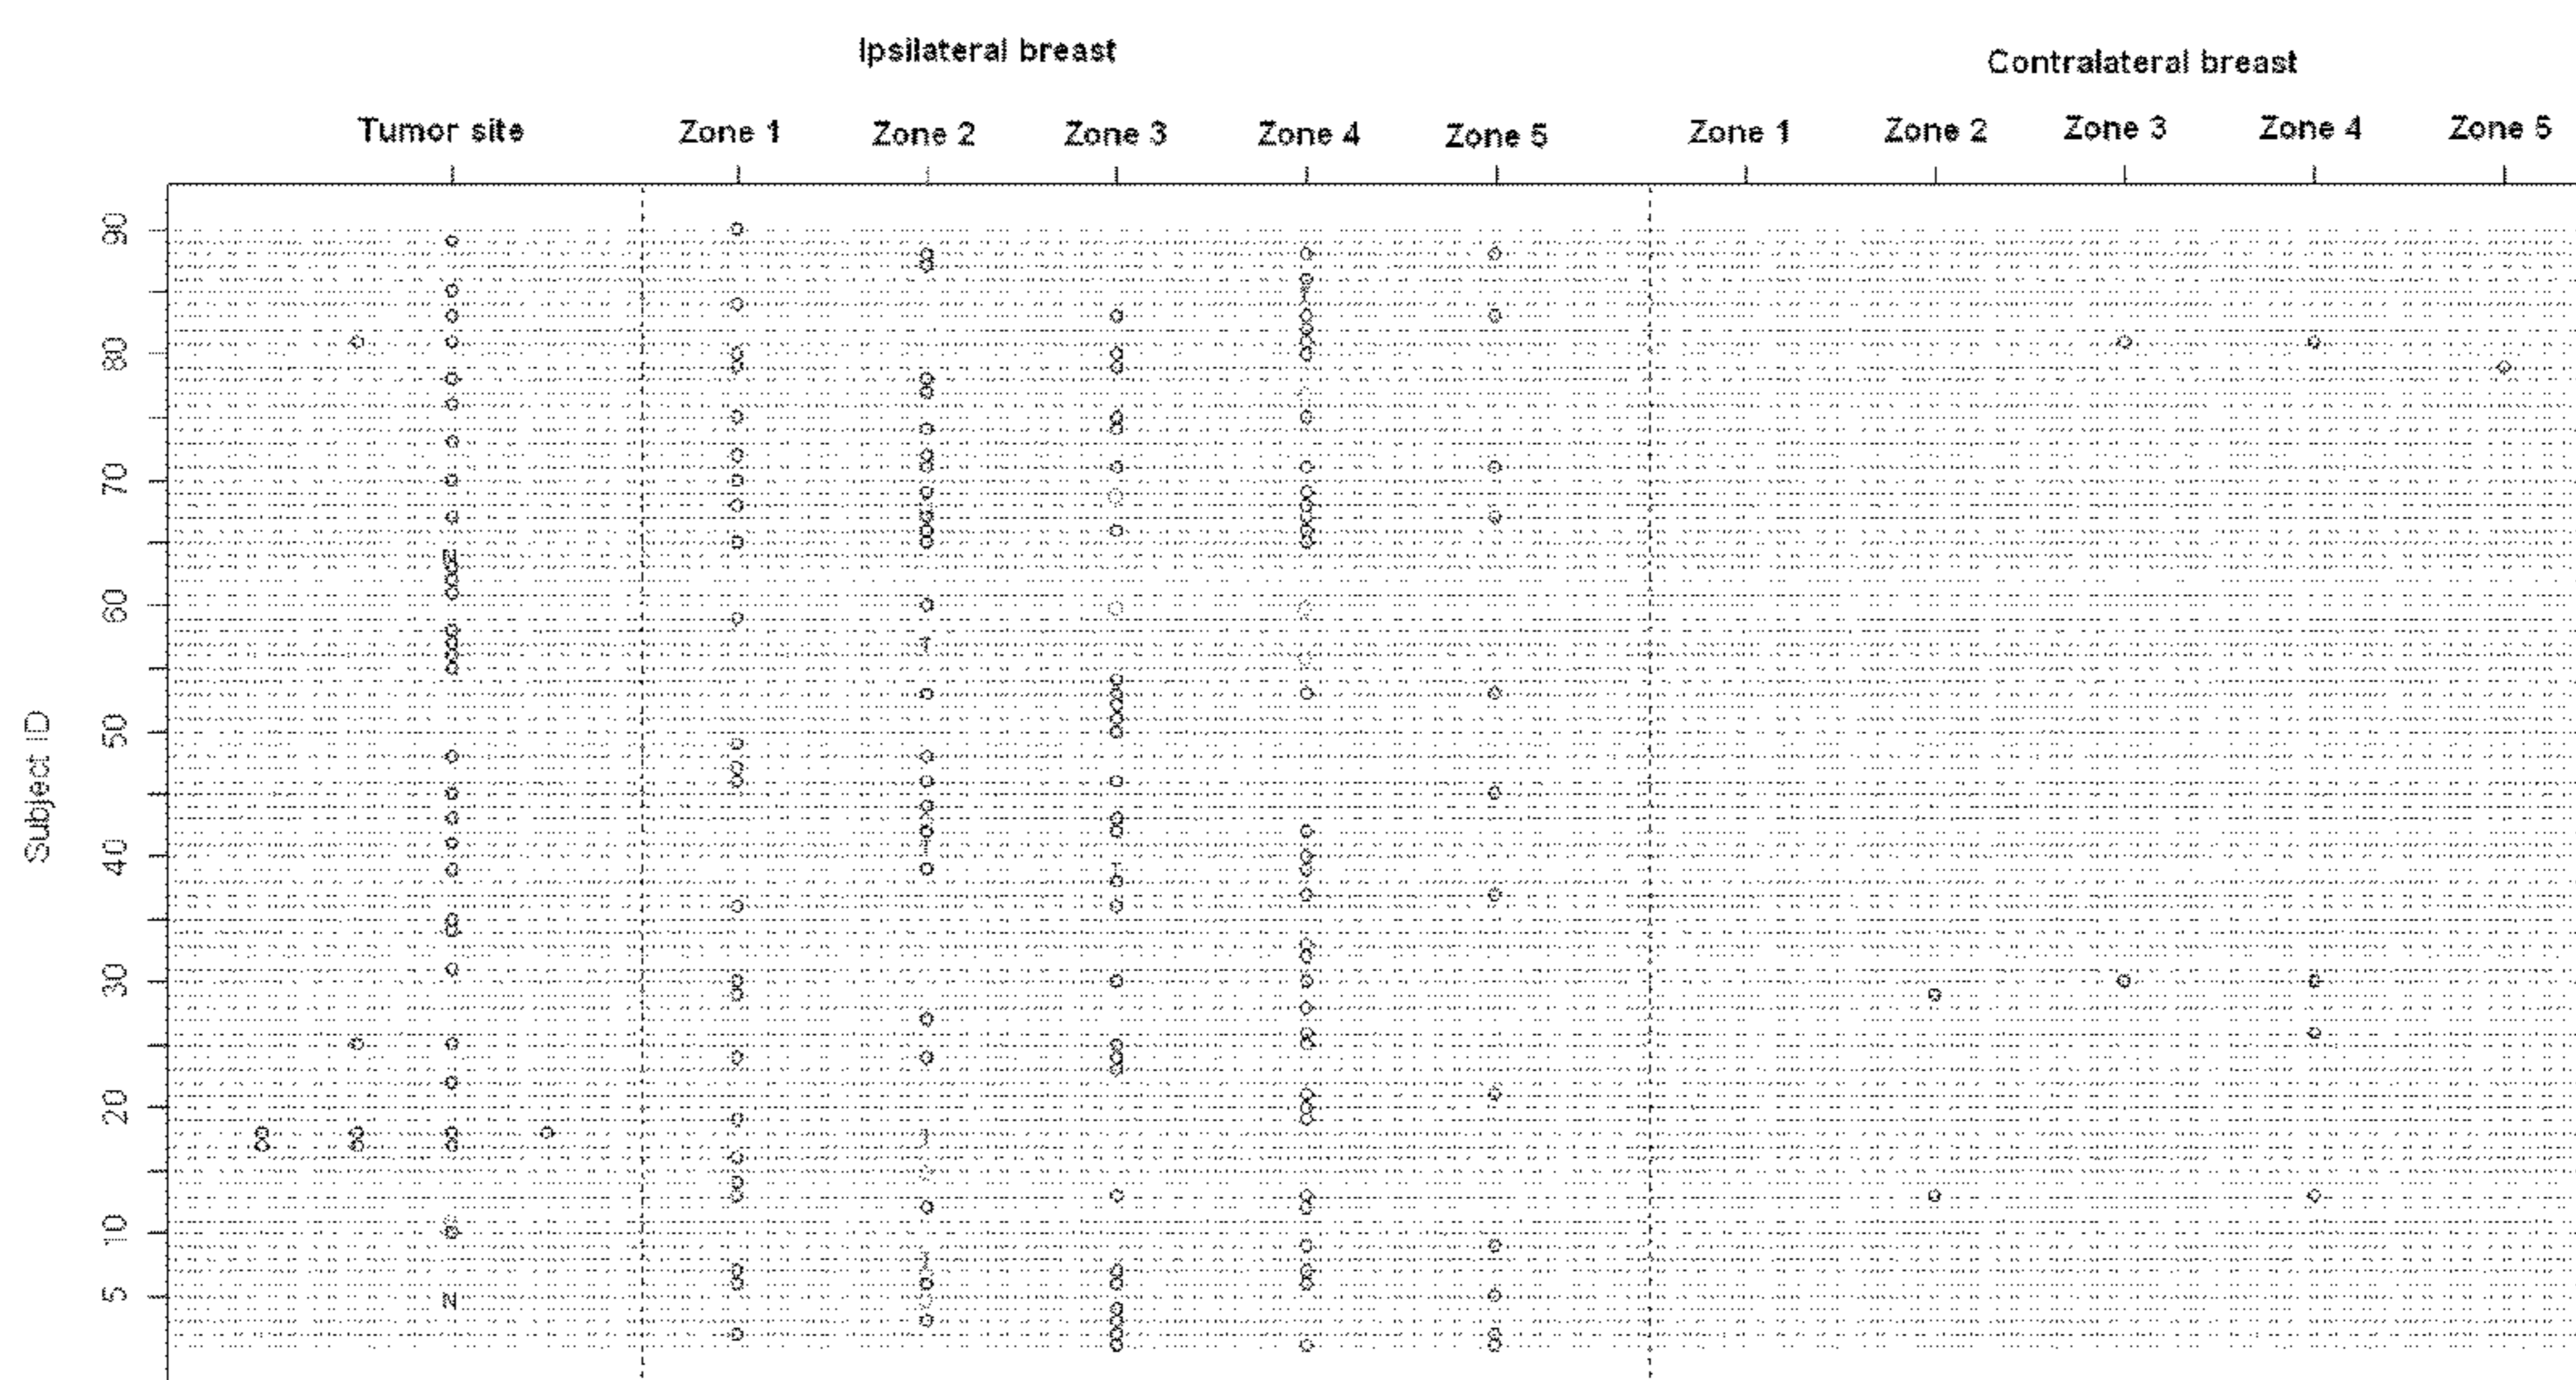 Ipsilateral breast
Contralateral breast
Tumor site Zone 1 Zone 2 Zone 3 Zone 4 Zone 5 Zone 1 Zone 2 Zone 3 Zone 4 Zone 5
90
80
70
60
50
40
30
20
10
5
Subject ID